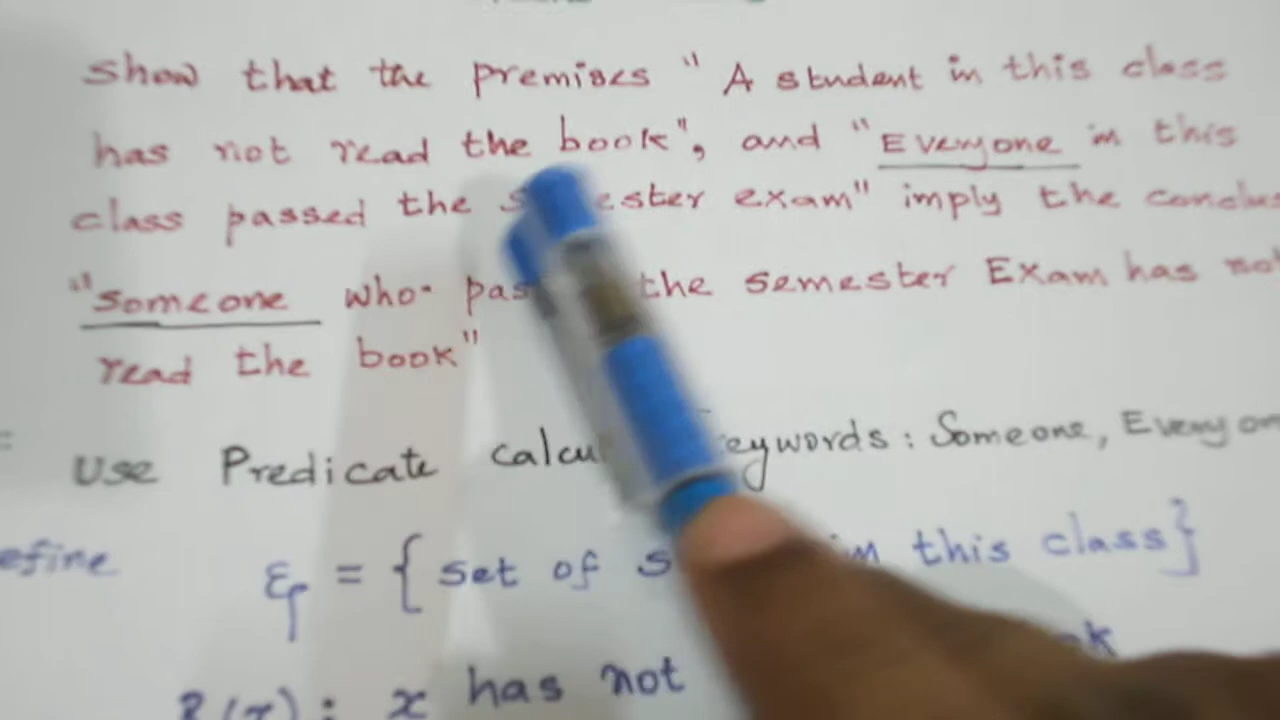 Show that the premises "A student in this class
has not read the book", and "Everyone in this
class passed the ester exam" imply the conclus
"Someone who pas the semester Exam has not
read the book"
Use Predicate calcu eywords: Someone, Everyon
efine = { set of s in this class}
: x has not